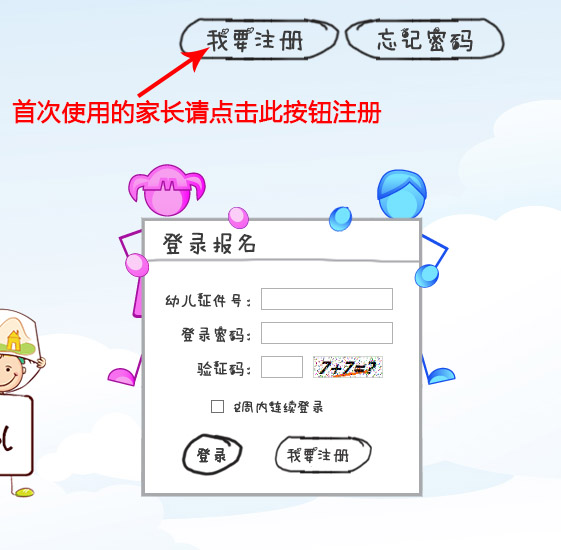 我要注册 忘记密码
首次使用的家长请点击此按钮注册
登录报名
幼儿证件号：
登录密码：
验证码： 7+7=?
2周内连续登录
登录 我要注册